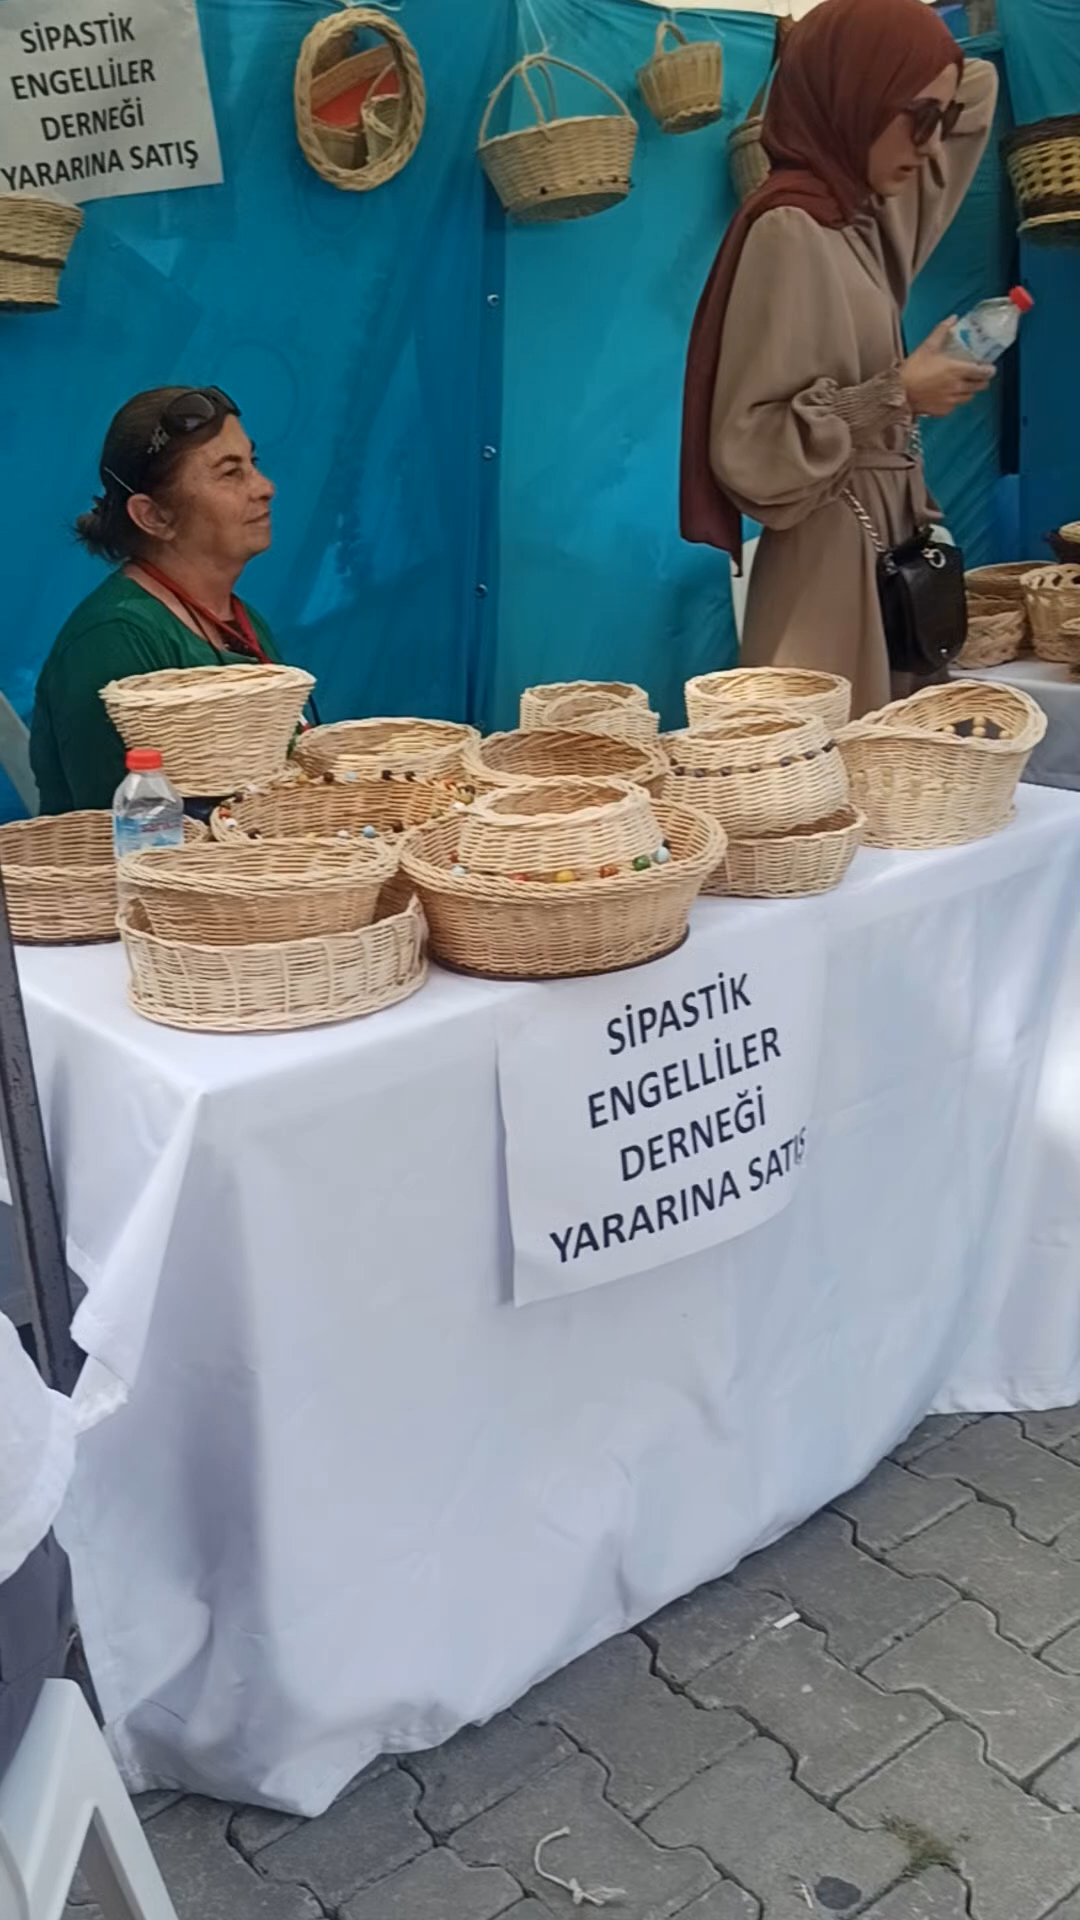 SİPASTİK
ENGELLİLER
DERNEĞİ
YARARINA SATIŞ
SİPASTİK
ENGELLİLER
DERNEĞİ
YARARINA SATIŞ